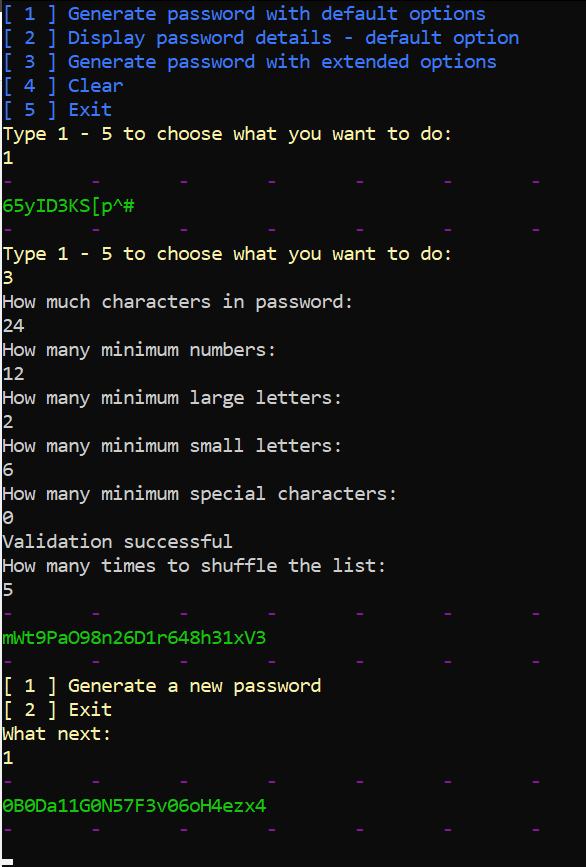 [ 1 ] Generate password with default options
[ 2 ] Display password details - default option
[ 3 ] Generate password with extended options
[ 4 ] Clear
[ 5 ] Exit
Type 1 - 5 to choose what you want to do:
1
- - - - - - -
65yID3KS[p^#
- - - - - - -
Type 1 - 5 to choose what you want to do:
3
How much characters in password:
24
How many minimum numbers:
12
How many minimum large letters:
2
How many minimum small letters:
6
How many minimum special characters:
0
Validation successful
How many times to shuffle the list:
5
- - - - - - -
mWt9PaO98n26D1r648h31xV3
- - - - - - -
[ 1 ] Generate a new password
[ 2 ] Exit
What next:
1
- - - - - - -
0B0Da11G0N57F3v06oH4ezx4
- - - - - - -